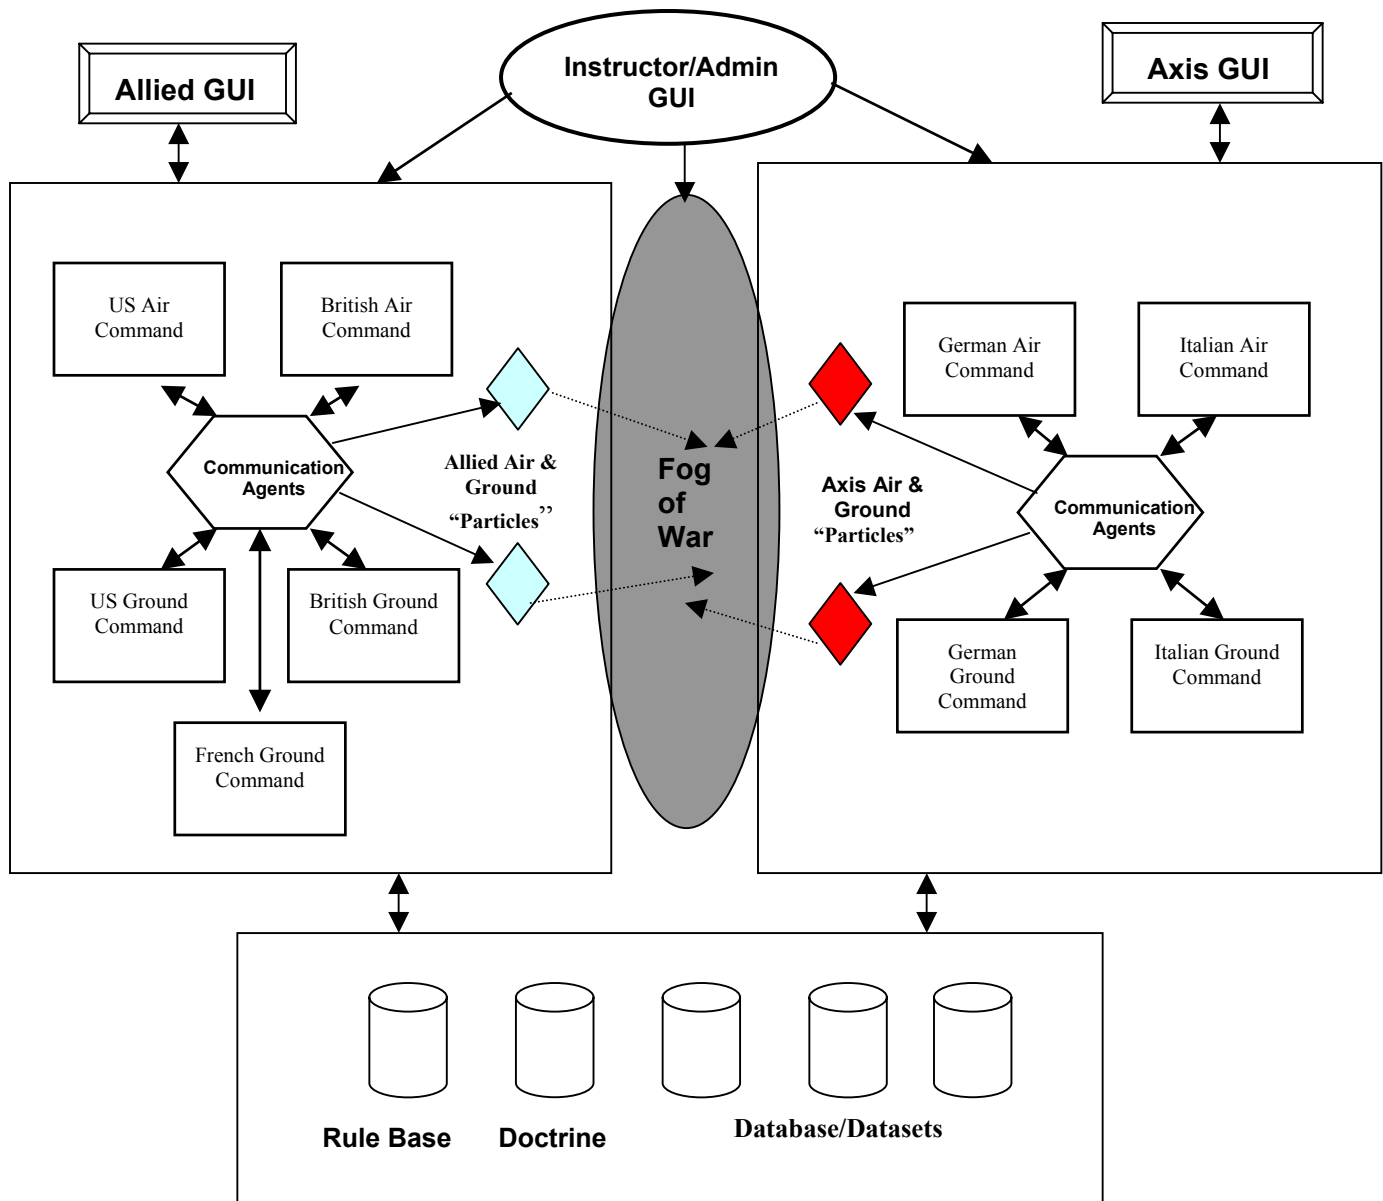 Allied GUI
Instructor/Admin
GUI
Axis GUI
US Air
Command
British Air
Command
Communication
Agents
Allied Air &
Ground
“Particles’’
US Ground
Command
British Ground
Command
French Ground
Command
Fog
of
War
German Air
Command
Italian Air
Command
Axis Air &
Ground
“Particles”
Communication
Agents
German
Ground
Command
Italian Ground
Command
Rule Base
Doctrine
Database/Datasets